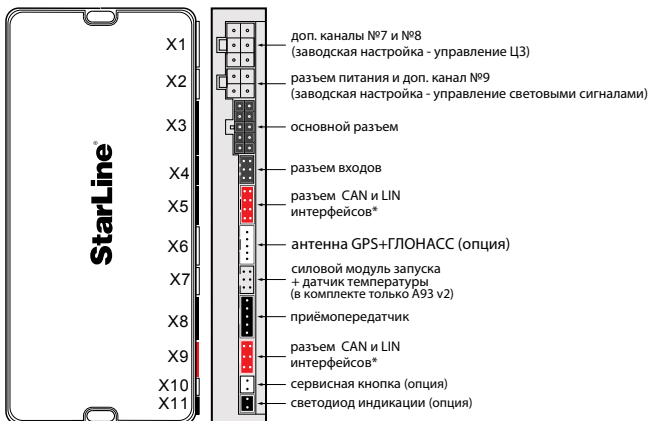 StarLine
X1
доп. каналы №7 и №8
(заводская настройка - управление ЦЗ)
X2
разъем питания и доп. канал №9
(заводская настройка - управление световыми сигналами)
X3
основной разъем
X4
разъем входов
X5
разъем CAN и LIN
интерфейсов*
X6
антенна GPS+ГЛОНАСС (опция)
X7
силовой модуль запуска
+ датчик температуры
(в комплекте только А93 v2)
X8
приёмопередатчик
X9
разъем CAN и LIN
интерфейсов*
X10
сервисная кнопка (опция)
X11
светодиод индикации (опция)